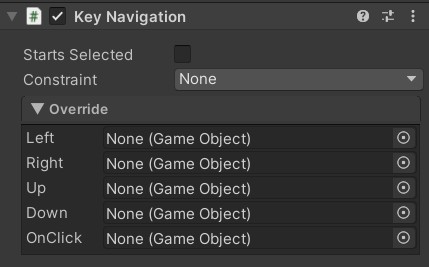 # Key Navigation
Starts Selected
Constraint None
Override
Left None (Game Object)
Right None (Game Object)
Up None (Game Object)
Down None (Game Object)
OnClick None (Game Object)